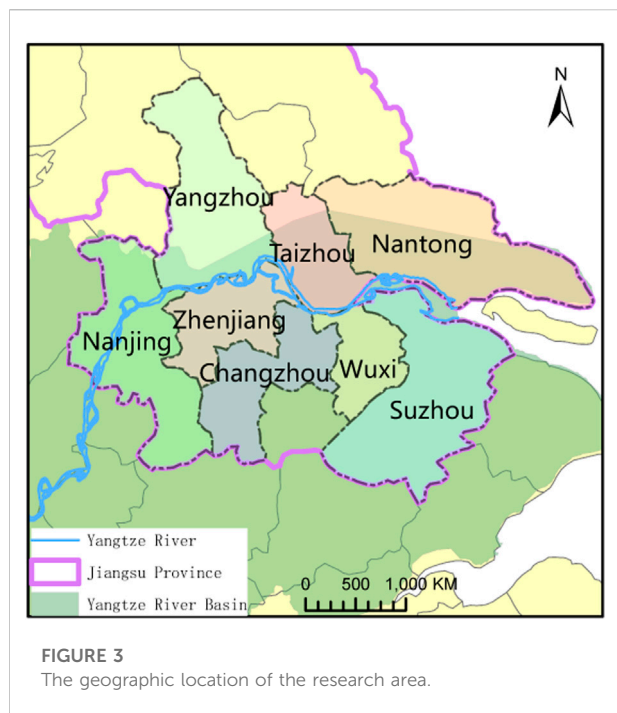 N
Yangzhou
Taizhou
Nantong
Zhenjiang
Nanjing
Changzhou
Wuxi
Suzhou
Yangtze River
Jiangsu Province
Yangtze River Basin
0 500 1,000 KM
FIGURE 3
The geographic location of the research area.